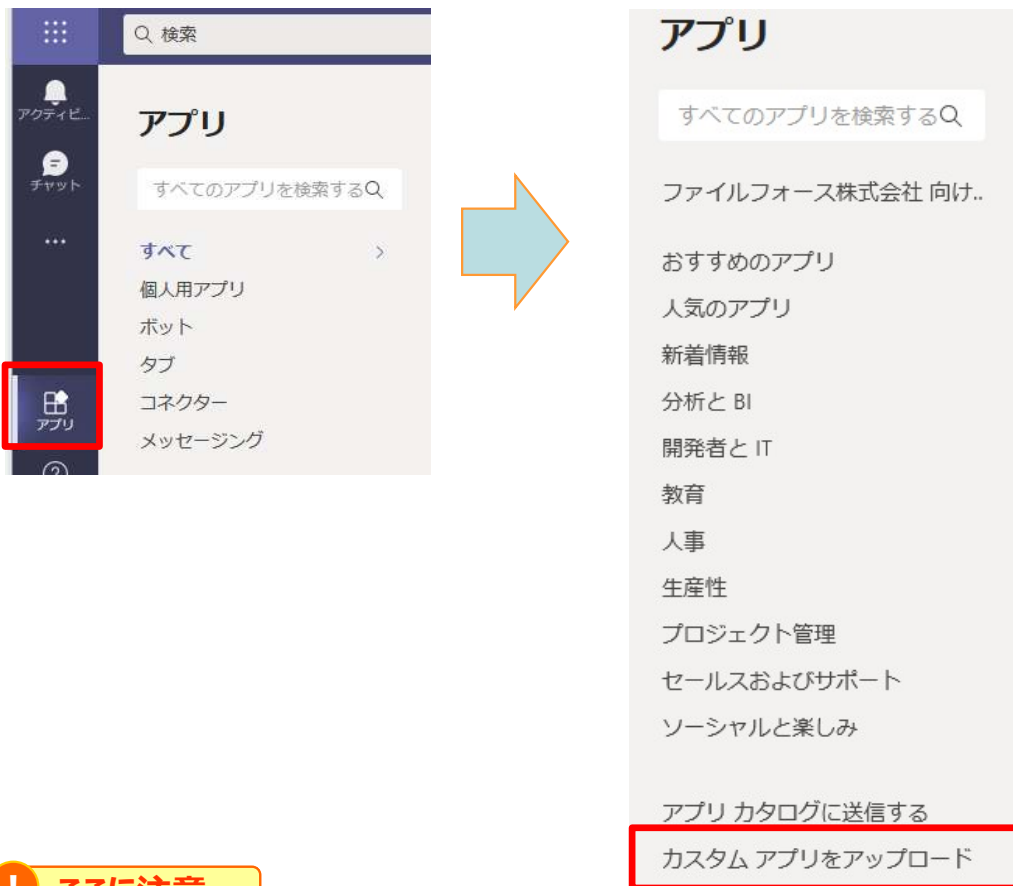 検索
アクティビ...
チャット
...
アプリ
アプリ
すべてのアプリを検索する
すべて
個人用アプリ
ボット
タブ
コネクター
メッセージング
アプリ
すべてのアプリを検索する
ファイルフォース株式会社 向け..
おすすめのアプリ
人気のアプリ
新着情報
分析と BI
開発者と IT
教育
人事
生産性
プロジェクト管理
セールスおよびサポート
ソーシャルと楽しみ
アプリ カタログに送信する
カスタム アプリをアップロード
! ここに注意